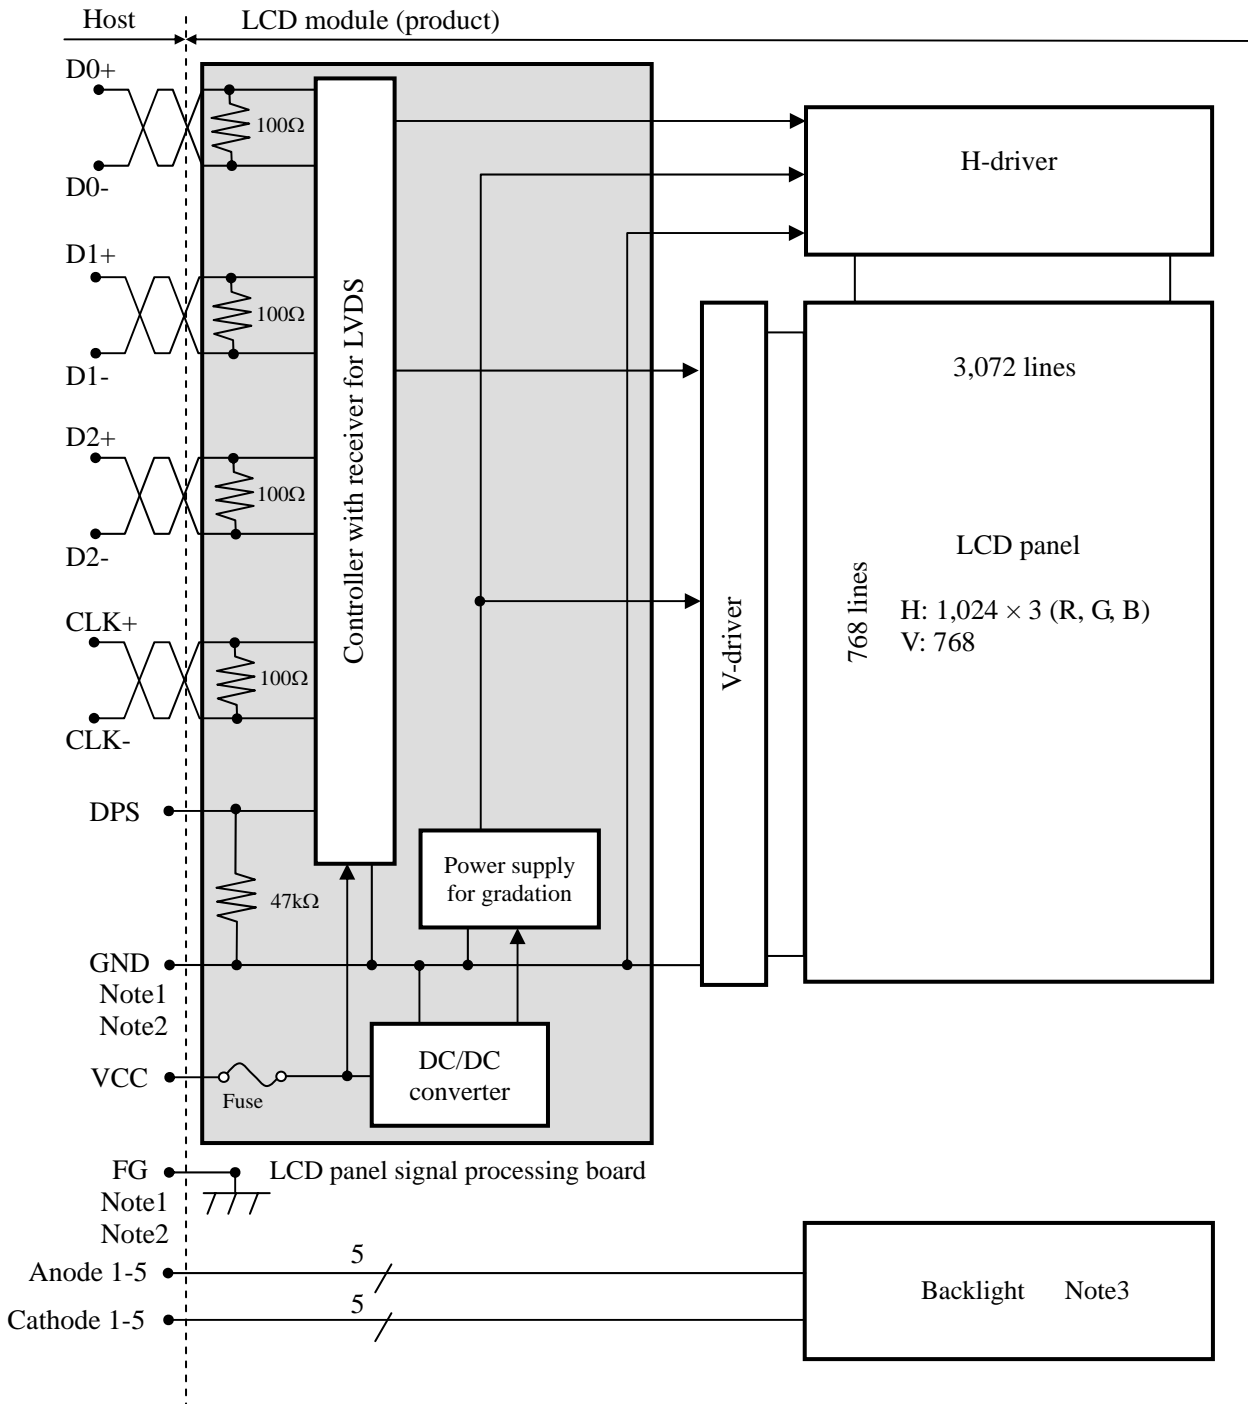 Host
LCD module (product)
D0+
100Ω
D0-
D1+
100Ω
D1-
D2+
100Ω
D2-
CLK+
100Ω
CLK-
DPS
47kΩ
GND
Note1
Note2
VCC
Fuse
Controller with receiver for LVDS
Power supply
for gradation
DC/DC
converter
H-driver
V-driver
3,072 lines
768 lines
LCD panel
H: 1,024 × 3 (R, G, B)
V: 768
FG
Note1
Note2
LCD panel signal processing board
Anode 1-5
5
Cathode 1-5
5
Backlight Note3